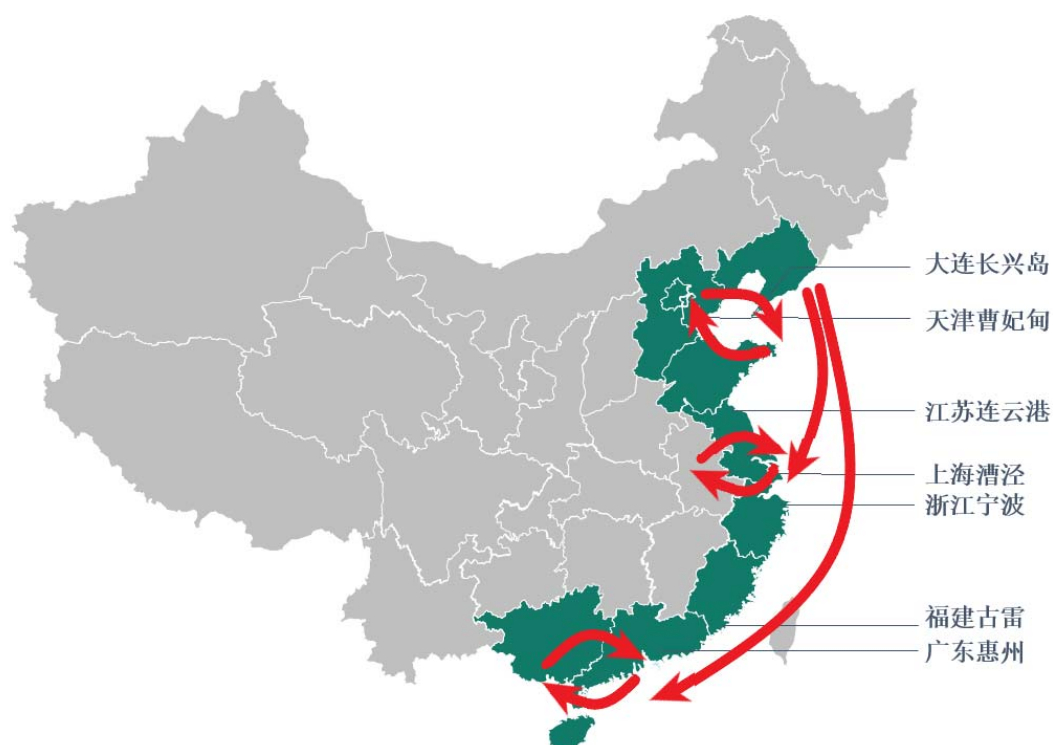 大连长兴岛
天津曹妃甸
江苏连云港
上海漕泾
浙江宁波
福建古雷
广东惠州